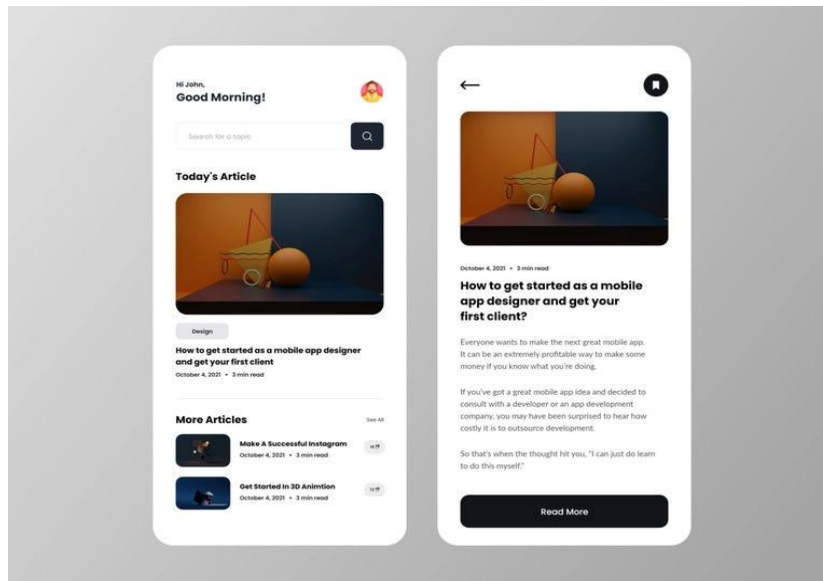 Hi John,
Good Morning!
Search for a topic
Today's Article
Design
How to get started as a mobile app designer
and get your first client
October 4, 2021 • 3 min read
More Articles
See All
Make A Successful Instagram
October 4, 2021 • 3 min read
Get Started In 3D Animtion
October 4, 2021 • 3 min read
October 4, 2021 • 3 min read
How to get started as a mobile
app designer and get your
first client?
Everyone wants to make the next great mobile app.
It can be an extremely profitable way to make some
money if you know what you're doing.
If you've got a great mobile app idea and decided to
consult with a developer or an app development
company, you may have been surprised to hear how
costly it is to outsource development.
So that's when the thought hit you, "I can just do learn
to do this myself."
Read More